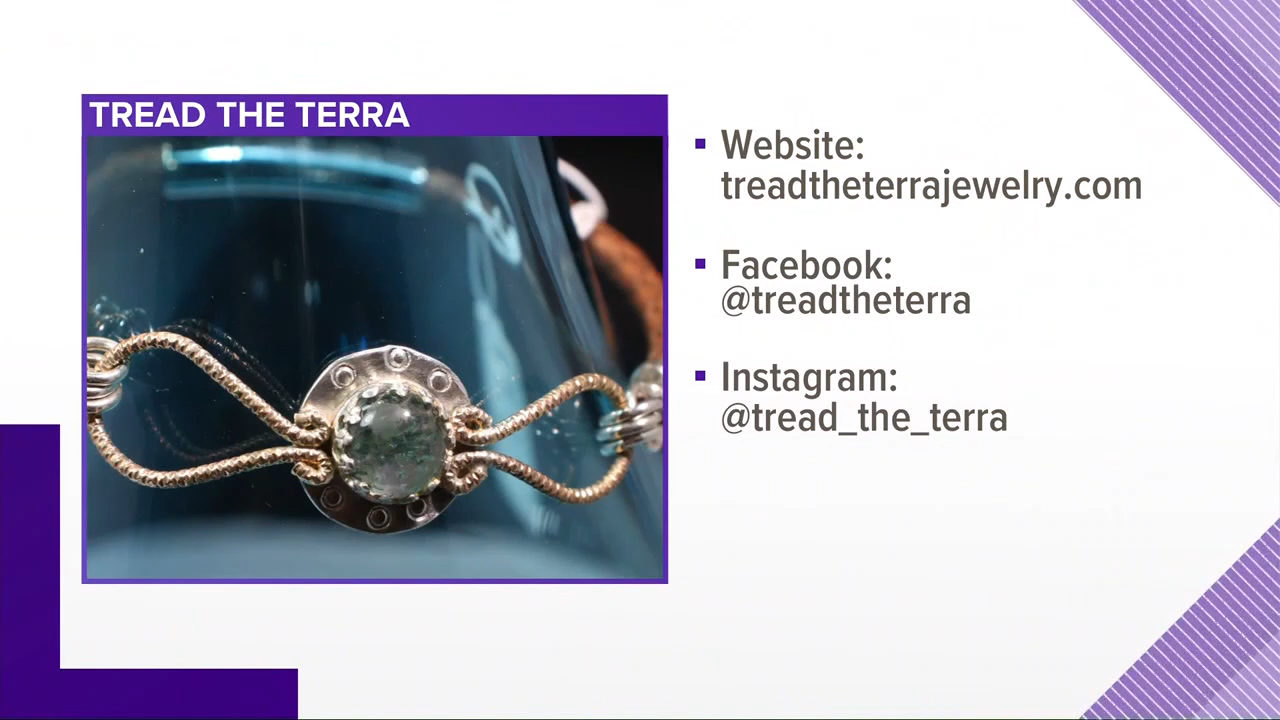 TREAD THE TERRA
Website:
treadtheterrajewelry.com
Facebook:
@treadtheterra
Instagram:
@tread_the_terra